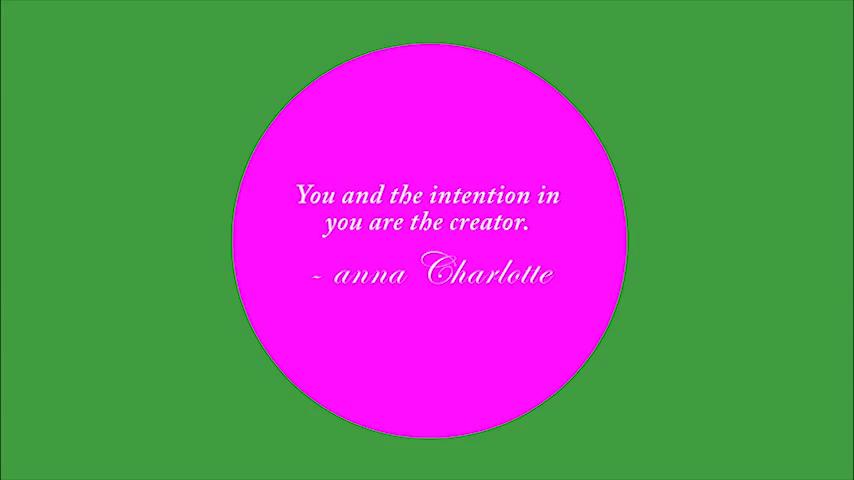 You and the intention in
you are the creator.
- anna Charlotte